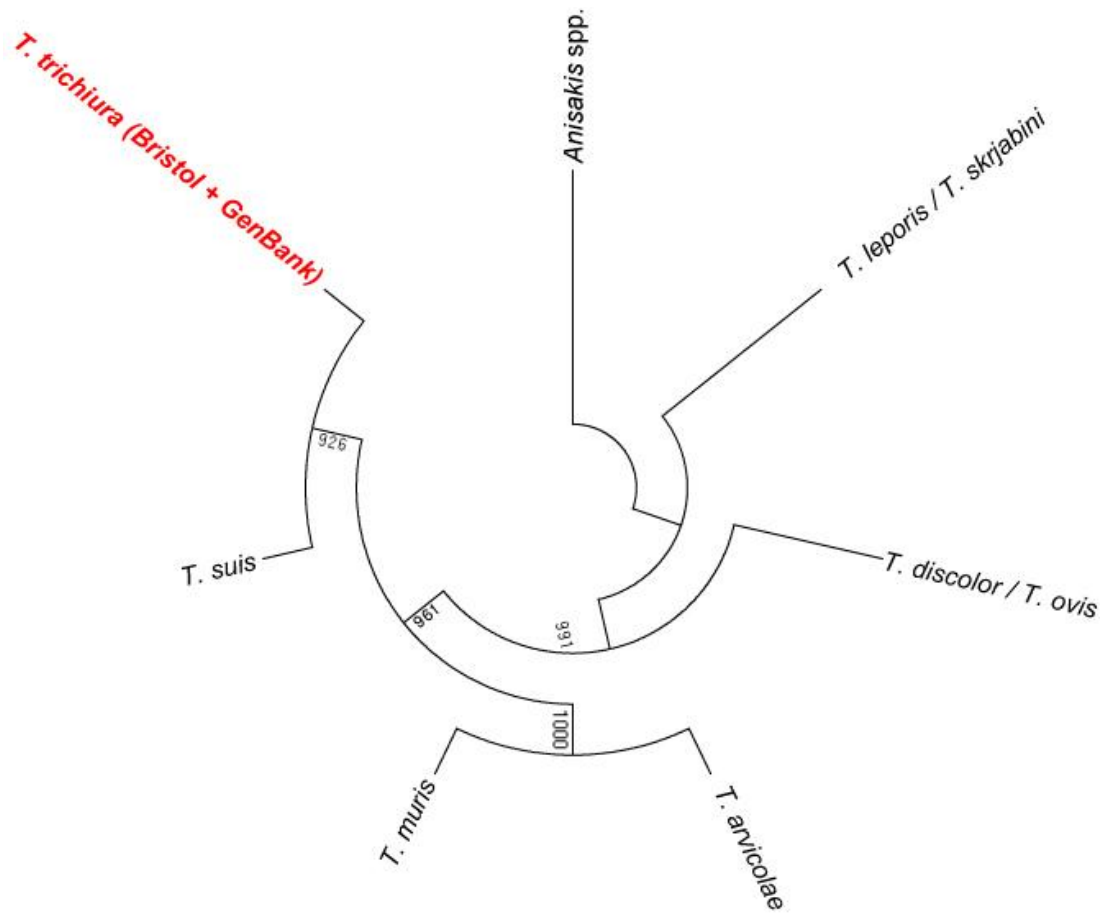 Anisakis spp.
T. trichiura (Bristol + GenBank)
T. leporis / T. skrjabini
926
T. suis
T. discolor / T. ovis
961
991
1000
T. muris
T. arvicolae